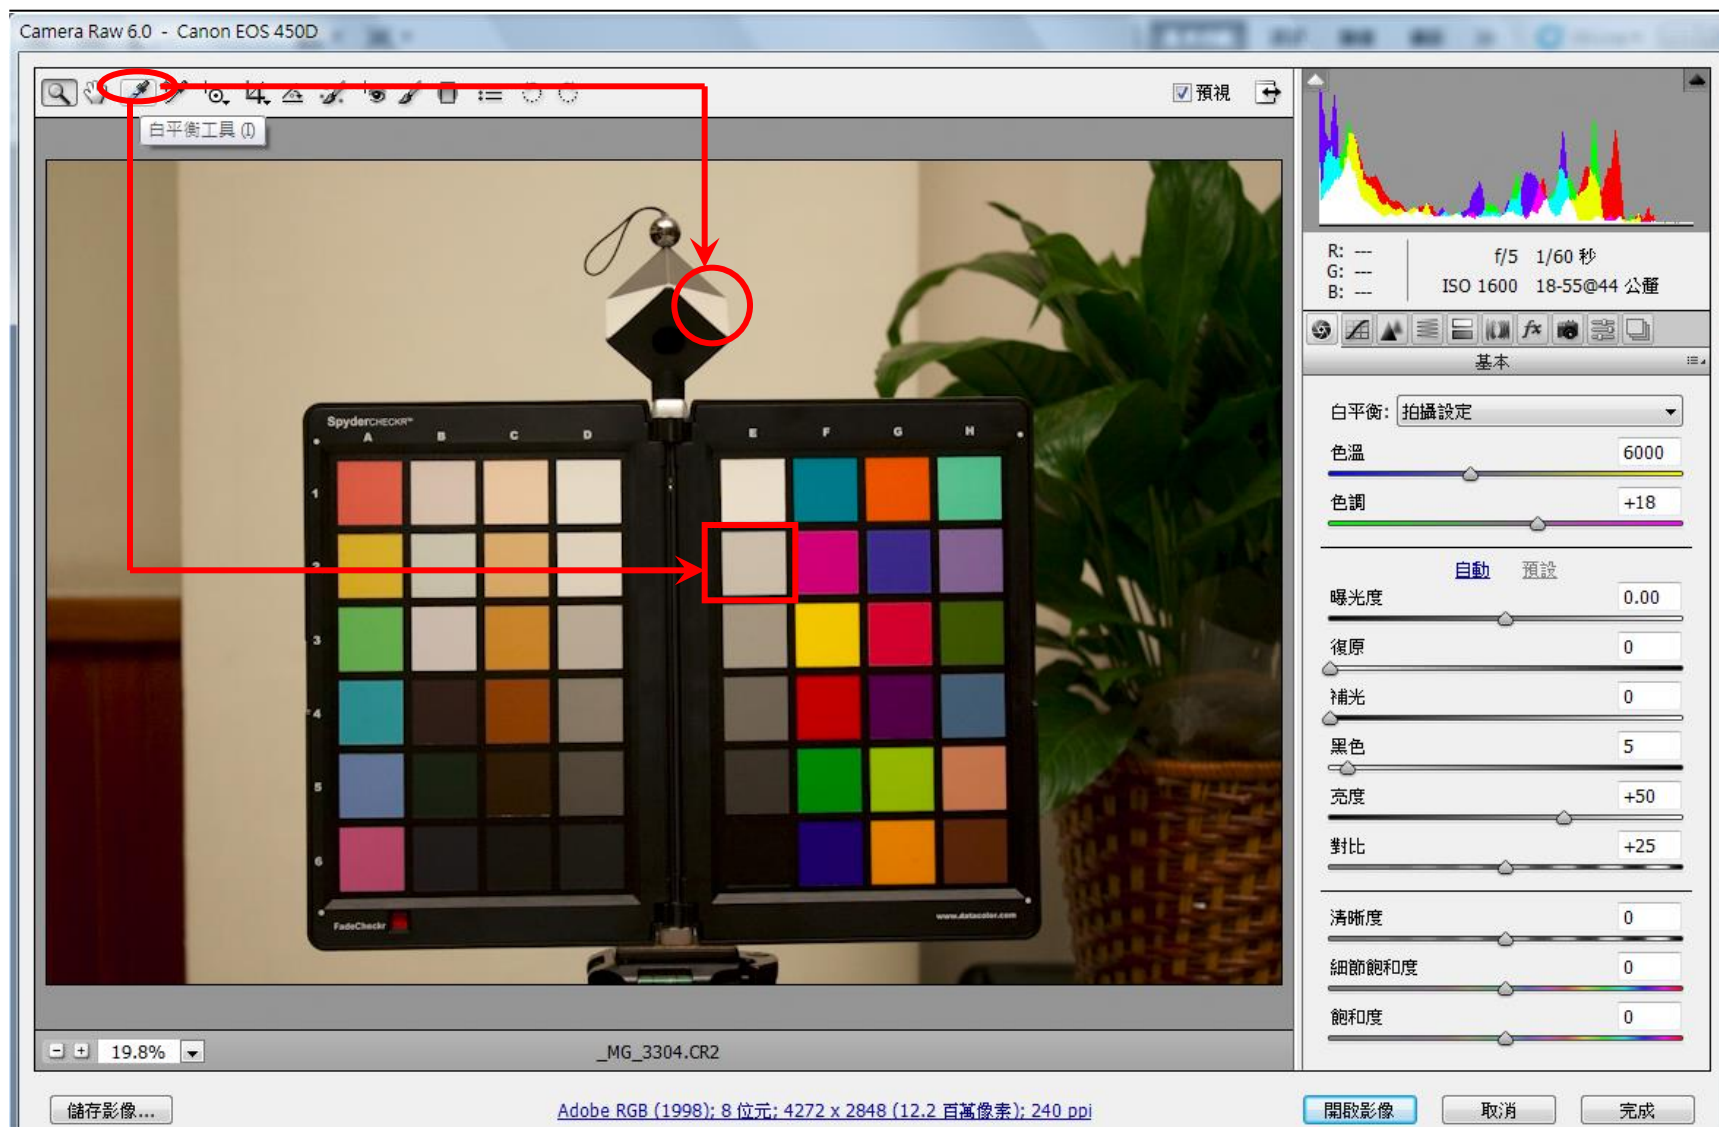 Camera Raw 6.0 - Canon EOS 450D
預視
白平衡工具 (I)
R: ---
G: ---
B: ---
f/5 1/60 秒
ISO 1600 18-55@44 公釐
基本
白平衡: 拍攝設定
色溫 6000
色調 +18
自動 預設
曝光度 0.00
復原 0
補光 0
黑色 5
亮度 +50
對比 +25
清晰度 0
細節飽和度 0
飽和度 0
SpyderCHECKR™
A B C D
E F G H
1
2
3
4
5
6
FadeCheckr
www.datacolor.com
19.8%
_MG_3304.CR2
儲存影像...
Adobe RGB (1998); 8 位元; 4272 x 2848 (12.2 百萬像素); 240 ppi
開啟影像
取消
完成